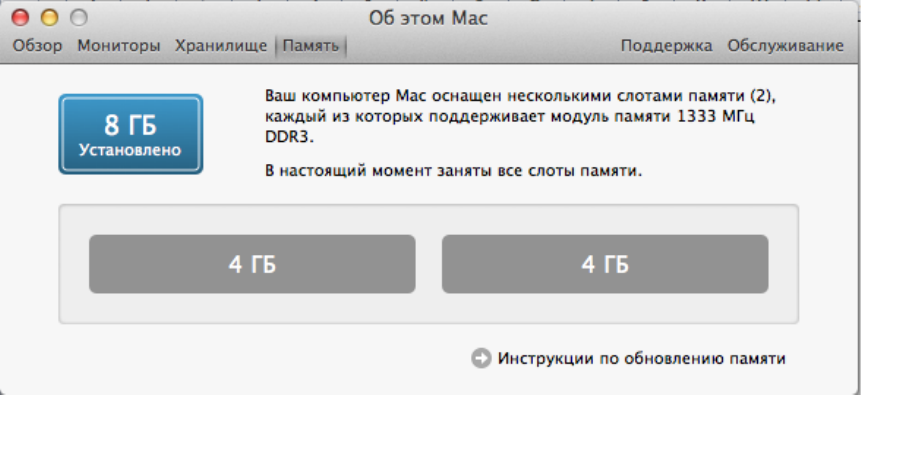 Об этом Mac
Обзор Мониторы Хранилище Память Поддержка Обслуживание
8 ГБ
Установлено
Ваш компьютер Mac оснащен несколькими слотами памяти (2),
каждый из которых поддерживает модуль памяти 1333 МГц
DDR3.
В настоящий момент заняты все слоты памяти.
4 ГБ 4 ГБ
Инструкции по обновлению памяти